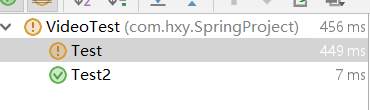 VideoTest (com.hxy.SpringProject) 456 ms
Test 449 ms
Test2 7 ms